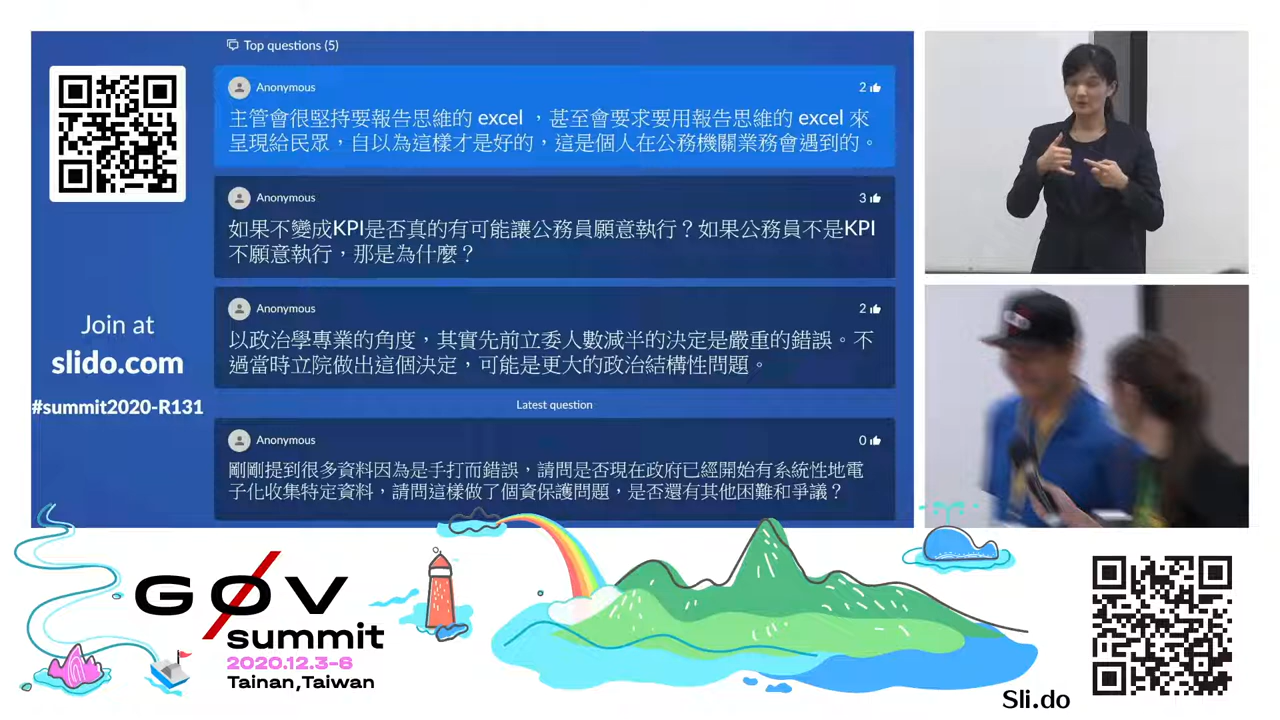 Top questions (5)
Anonymous
2
主管會很堅持要報告思維的 excel ，甚至會要求要用報告思維的 excel 來
呈現給民眾，自以為這樣才是好的，這是個人在公務機關業務會遇到的。
Anonymous
3
如果不變成KPI是否真的有可能讓公務員願意執行？如果公務員不是KPI
不願意執行，那是為什麼？
Anonymous
2
以政治學專業的角度，其實先前立委人數減半的決定是嚴重的錯誤。不
過當時立院做出這個決定，可能是更大的政治結構性問題。
Latest question
Anonymous
0
剛剛提到很多資料因為是手打而錯誤，請問是否現在政府已經開始有系統性地電
子化收集特定資料，請問這樣做了個資保護問題，是否還有其他困難和爭議？
Join at
slido.com
#summit2020-R131
GØV
summit
2020.12.3-6
Tainan,Taiwan
Sli.do